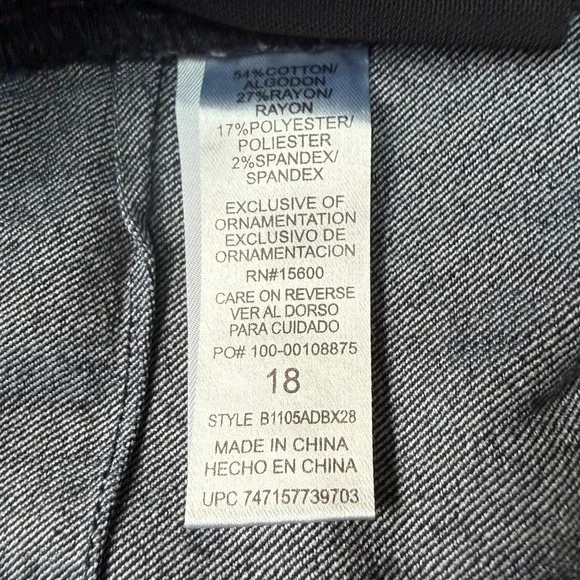 54%COTTON/
ALGODON
27%RAYON/
RAYON
17%POLYESTER/
POLIESTER
2%SPANDEX/
SPANDEX
EXCLUSIVE OF
ORNAMENTATION
EXCLUSIVO DE
ORNAMENTACION
RN#15600
CARE ON REVERSE
VER AL DORSO
PARA CUIDADO
PO# 100-00108875
18
STYLE B1105ADBX28
MADE IN CHINA
HECHO EN CHINA
UPC 747157739703